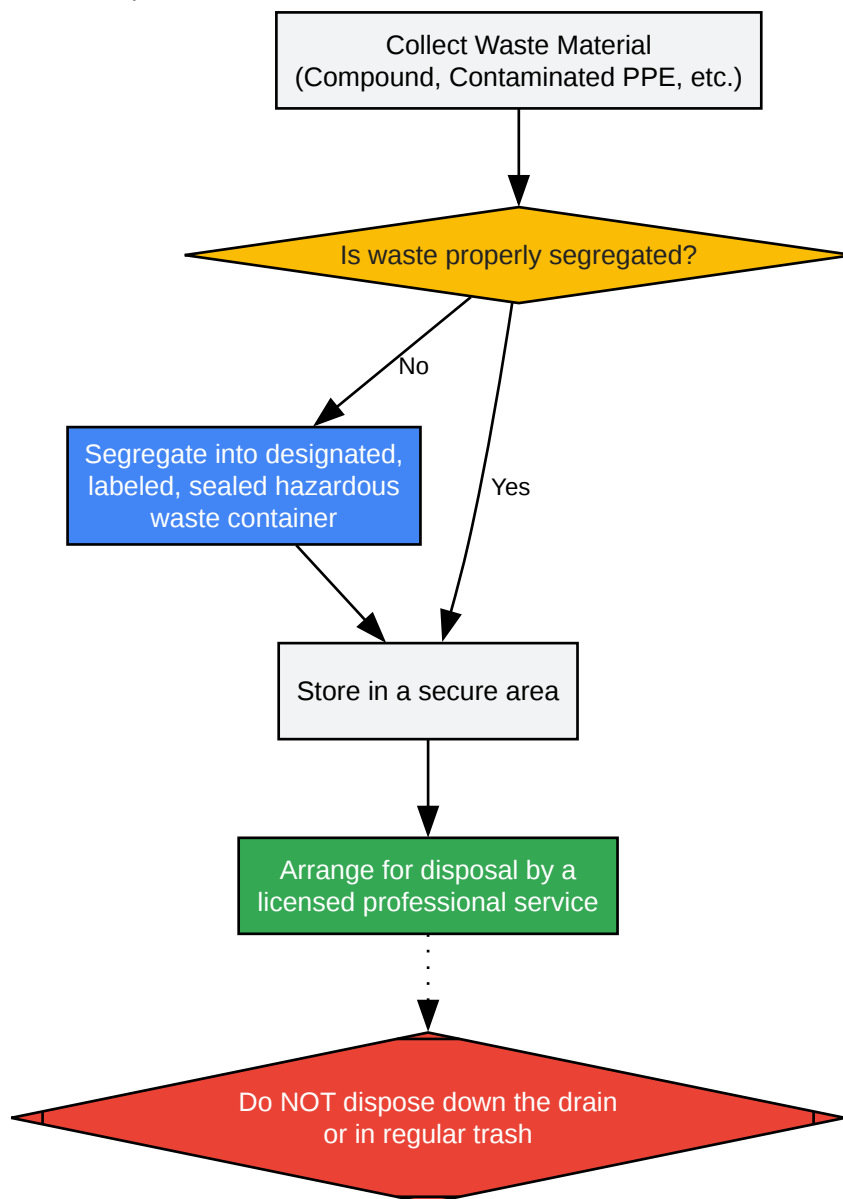 Collect Waste Material
(Compound, Contaminated PPE, etc.)
Is waste properly segregated?
No
Segregate into designated,
labeled, sealed hazardous
waste container
Yes
Store in a secure area
Arrange for disposal by a
licensed professional service
Do NOT dispose down the drain
or in regular trash